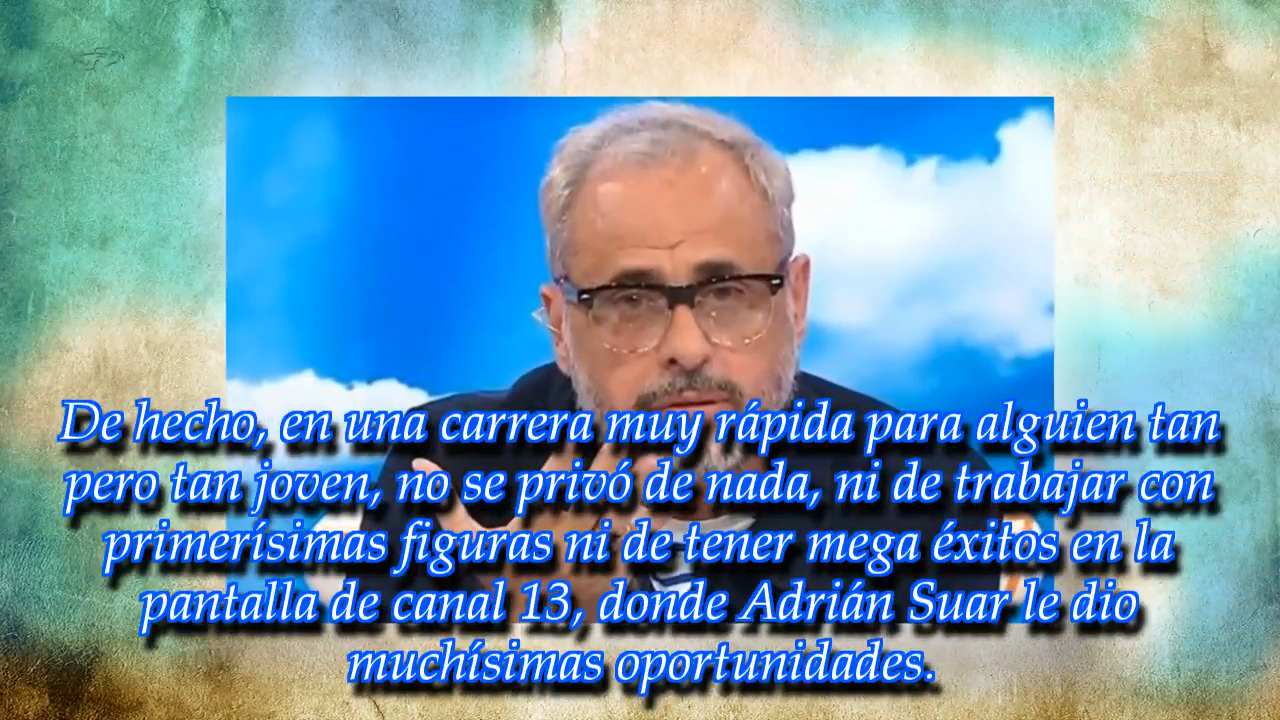 De hecho, en una carrera muy rápida para alguien tan
pero tan joven, no se privó de nada, ni de trabajar con
primerísimas figuras ni de tener mega éxitos en la
pantalla de canal 13, donde Adrián Suar le dio
muchísimas oportunidades.